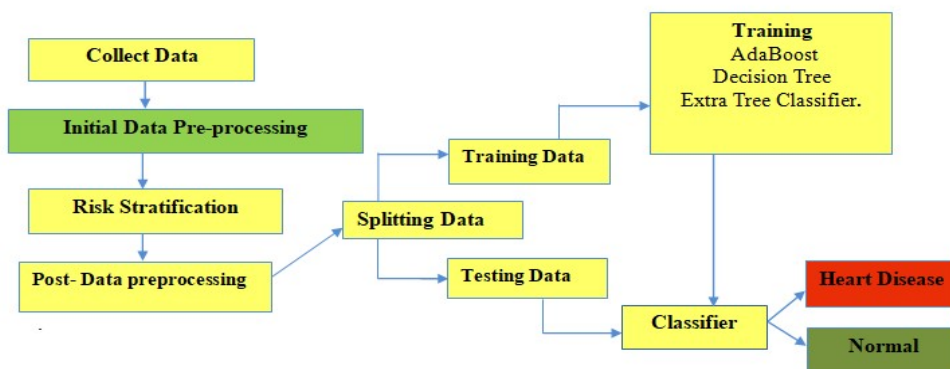 Collect Data
Initial Data Pre-processing
Risk Stratification
Post- Data preprocessing
Splitting Data
Training Data
Testing Data
Training
AdaBoost
Decision Tree
Extra Tree Classifier.
Classifier
Heart Disease
Normal